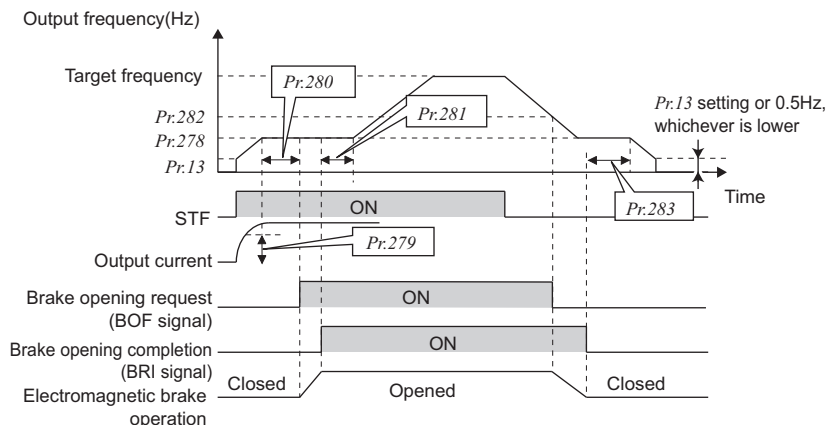 Output frequency(Hz)
Target frequency
Pr.280
Pr.282
Pr.281
Pr.278
Pr.13
Pr.13 setting or 0.5Hz,
whichever is lower
Time
Pr.283
STF
ON
Pr.279
Output current
Brake opening request
(BOF signal)
ON
Brake opening completion
(BRI signal)
ON
Electromagnetic brake
operation
Closed
Opened
Closed